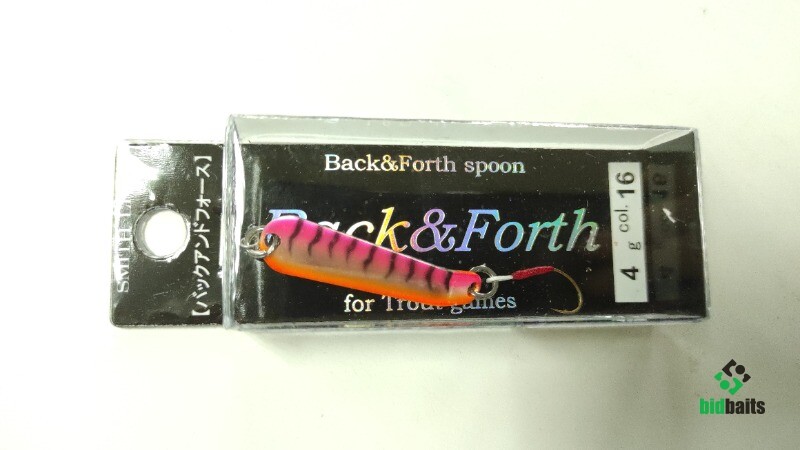 Back&Forth spoon
Back&Forth
for Trout games
4 g col. 16
SMITH
【バックアンドフォース】
bidbaits